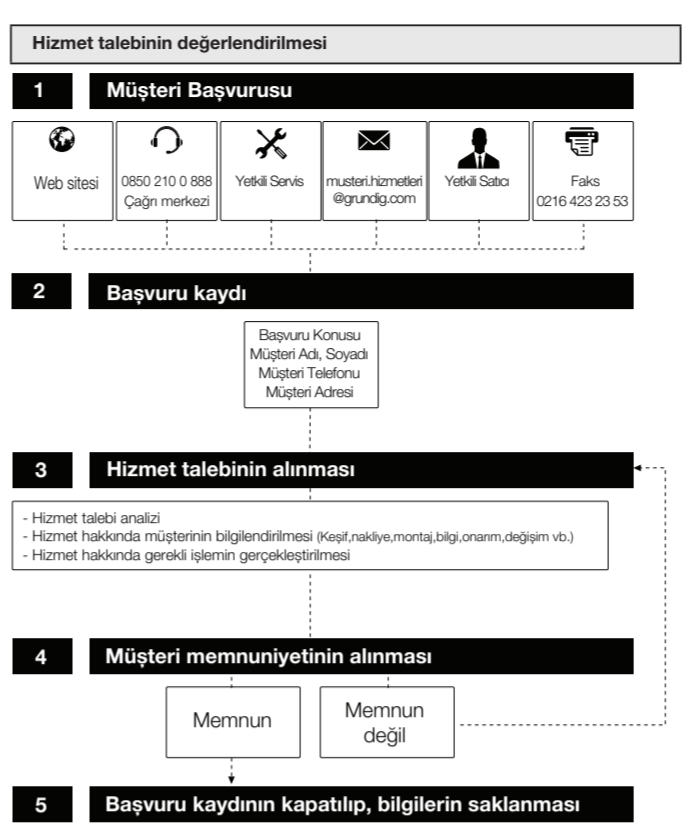 Hizmet talebinin değerlendirilmesi
1 Müşteri Başvurusu
Web sitesi
0850 210 0 888
Çağrı merkezi
Yetkili Servis
musteri.hizmetleri
@grundig.com
Yetkili Satıcı
Faks
0216 423 23 53
2 Başvuru kaydı
Başvuru Konusu
Müşteri Adı, Soyadı
Müşteri Telefonu
Müşteri Adresi
3 Hizmet talebinin alınması
- Hizmet talebi analizi
- Hizmet hakkında müşterinin bilgilendirilmesi (Keşif,nakliye,montaj,bilgi,onarım,değişim vb.)
- Hizmet hakkında gerekli işlemin gerçekleştirilmesi
4 Müşteri memnuniyetinin alınması
Memnun
Memnun
değil
5 Başvuru kaydının kapatılıp, bilgilerin saklanması